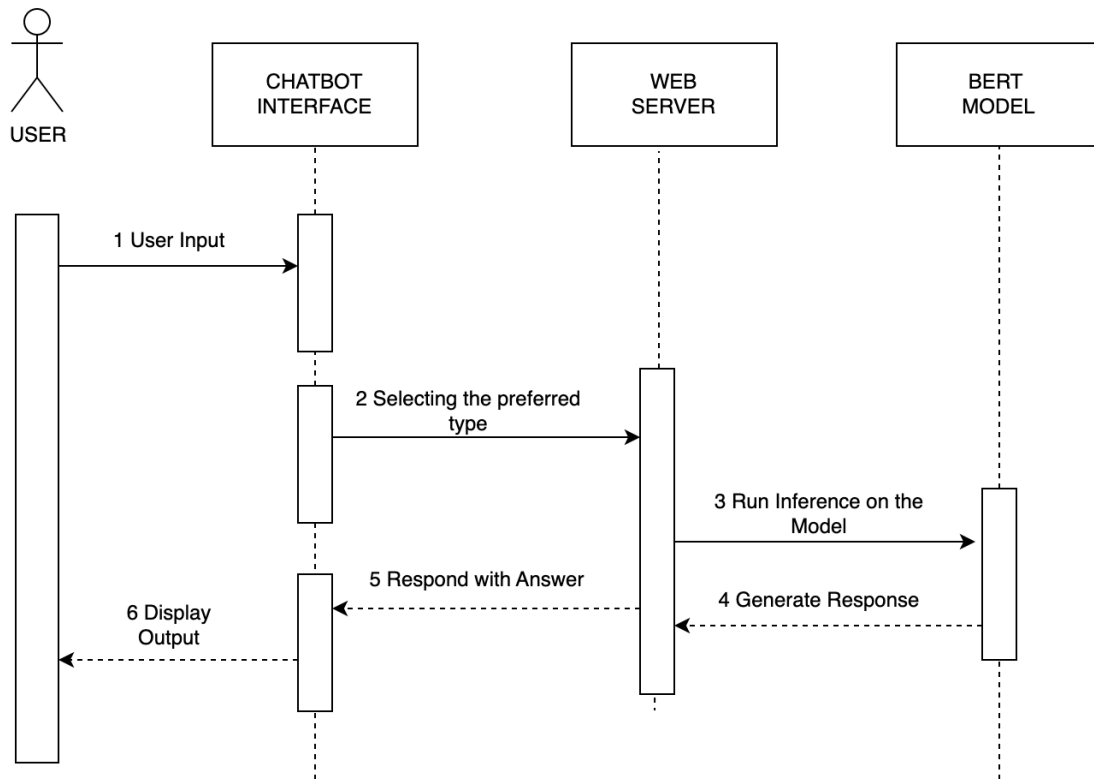 USER
CHATBOT
INTERFACE
WEB
SERVER
BERT
MODEL
1 User Input
2 Selecting the preferred
type
3 Run Inference on the
Model
4 Generate Response
5 Respond with Answer
6 Display
Output